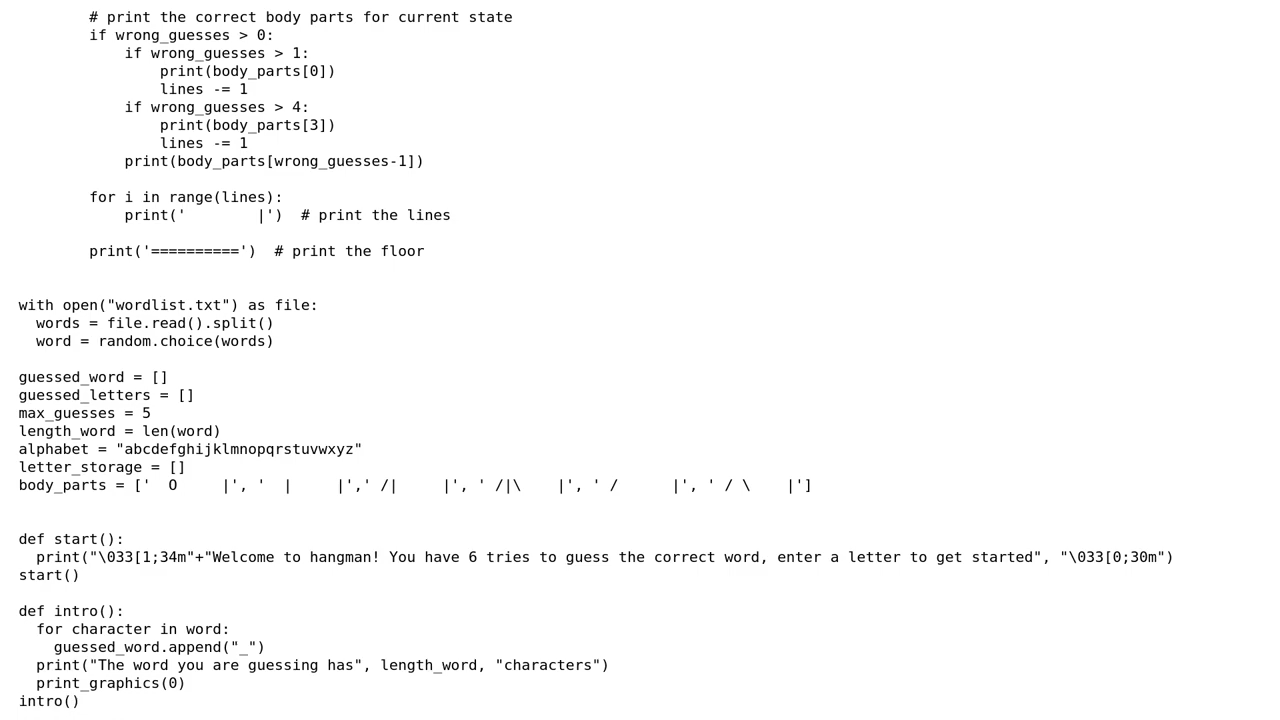 # print the correct body parts for current state
        if wrong_guesses > 0:
            if wrong_guesses > 1:
                print(body_parts[0])
                lines -= 1
            if wrong_guesses > 4:
                print(body_parts[3])
                lines -= 1
            print(body_parts[wrong_guesses-1])

        for i in range(lines):
            print('        |')  # print the lines

        print('==========')  # print the floor


with open("wordlist.txt") as file:
  words = file.read().split()
  word = random.choice(words)

guessed_word = []
guessed_letters = []
max_guesses = 5
length_word = len(word)
alphabet = "abcdefghijklmnopqrstuvwxyz"
letter_storage = []
body_parts = ['  O     |', '  |     |',' /|     |', ' /|\    |', ' /      |', ' / \    |']


def start():
  print("\033[1;34m"+"Welcome to hangman! You have 6 tries to guess the correct word, enter a letter to get started", "\033[0;30m")
start()

def intro():
  for character in word:
    guessed_word.append("_")
  print("The word you are guessing has", length_word, "characters")
  print_graphics(0)
intro()